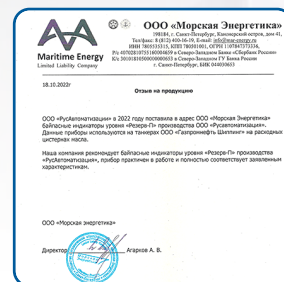 ООО «Морская Энергетика»
198184, г. Санкт-Петербург, Канонерский остров, дом 41,
Тел/факс: 8 (812) 400-16-19, E-mail: info@mar-energy.ru
ИНН 7805535515, КПП 780501001, ОГРН 1107847373334,
Р/с в Северо-Западном Банке «Сбербанк России»
К/с 30101810500000000653 в Северо-Западном ГУ Банка России
г. Санкт-Петербург, БИК 044030653
Maritime Energy
Limited Liability Company
18.10.2022г
Отзыв на продукцию
ООО «РусАвтоматизации» в 2022 году поставила в адрес ООО «Морская Энергетика»
байпасные индикаторы уровня «Резерв-П» производства ООО «Русавтоматизация».
Данные приборы используются на танкерах ООО «Газпромнефть Шиппинг» на расходных
цистернах масла.
Наша компания рекомендует байпасные индикаторы уровня «Резерв-П» производства
«РусАвтоматизация», прибор практичен в работе и полностью соответствует заявленным
характеристикам.
ООО «Морская энергетика»
Директор Агарков А. В.